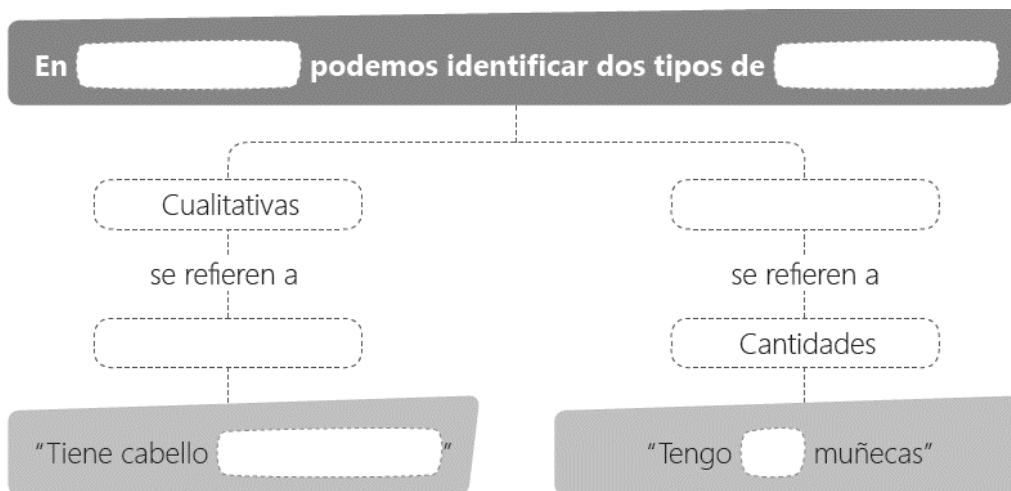 En podemos identificar dos tipos de
Cualitativas
se refieren a
se refieren a
Cantidades
“Tiene cabello ”
“Tengo muñecas”